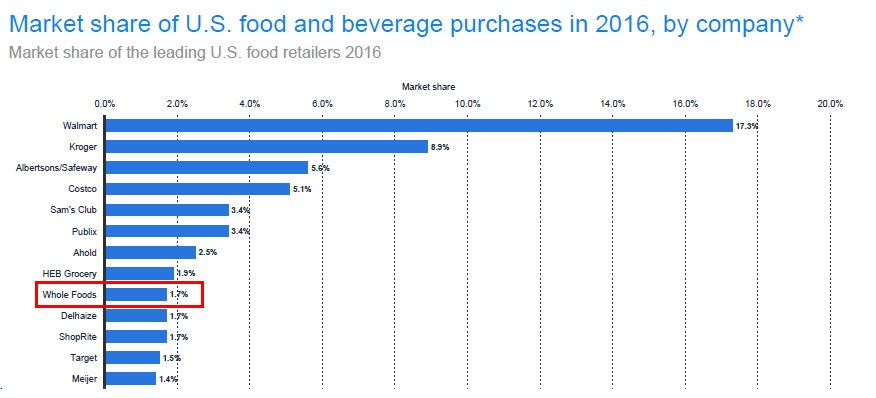 Market share of U.S. food and beverage purchases in 2016, by company*
Market share of the leading U.S. food retailers 2016
Market share
0.0% 2.0% 4.0% 6.0% 8.0% 10.0% 12.0% 14.0% 16.0% 18.0% 20.0%
Walmart 17.3%
Kroger 8.9%
Albertsons/Safeway 5.6%
Costco 5.1%
Sam's Club 3.4%
Publix 3.4%
Ahold 2.5%
HEB Grocery 1.9%
Whole Foods 1.7%
Delhaize 1.7%
ShopRite 1.7%
Target 1.5%
Meijer 1.4%